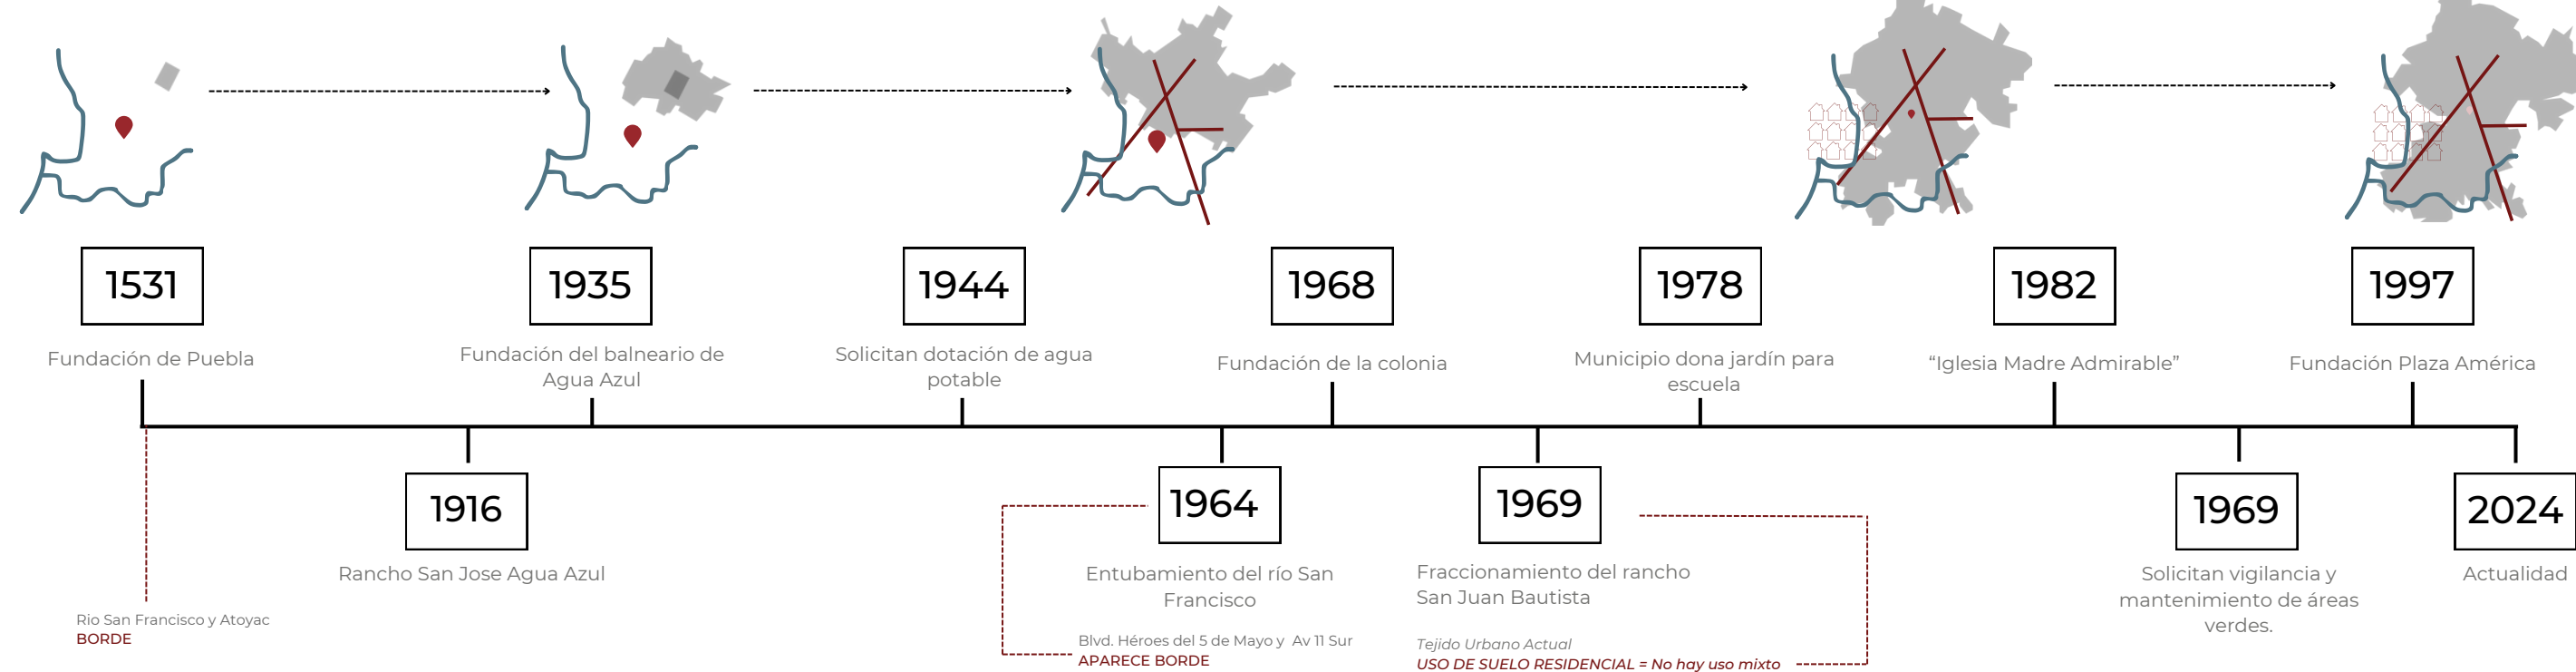 1531
1935
1944
1968
1978
1982
1997
Fundación de Puebla
Fundación del balneario de
Agua Azul
Solicitan dotación de agua
potable
Fundación de la colonia
Municipio dona jardín para
escuela
“Iglesia Madre Admirable”
Fundación Plaza América
1916
1964
1969
1969
2024
Rancho San Jose Agua Azul
Entubamiento del río San
Francisco
Fraccionamiento del rancho
San Juan Bautista
Solicitan vigilancia y
mantenimiento de áreas
verdes.
Actualidad
Rio San Francisco y Atoyac
BORDE
Blvd. Héroes del 5 de Mayo y Av 11 Sur
APARECE BORDE
Tejido Urbano Actual
USO DE SUELO RESIDENCIAL = No hay uso mixto